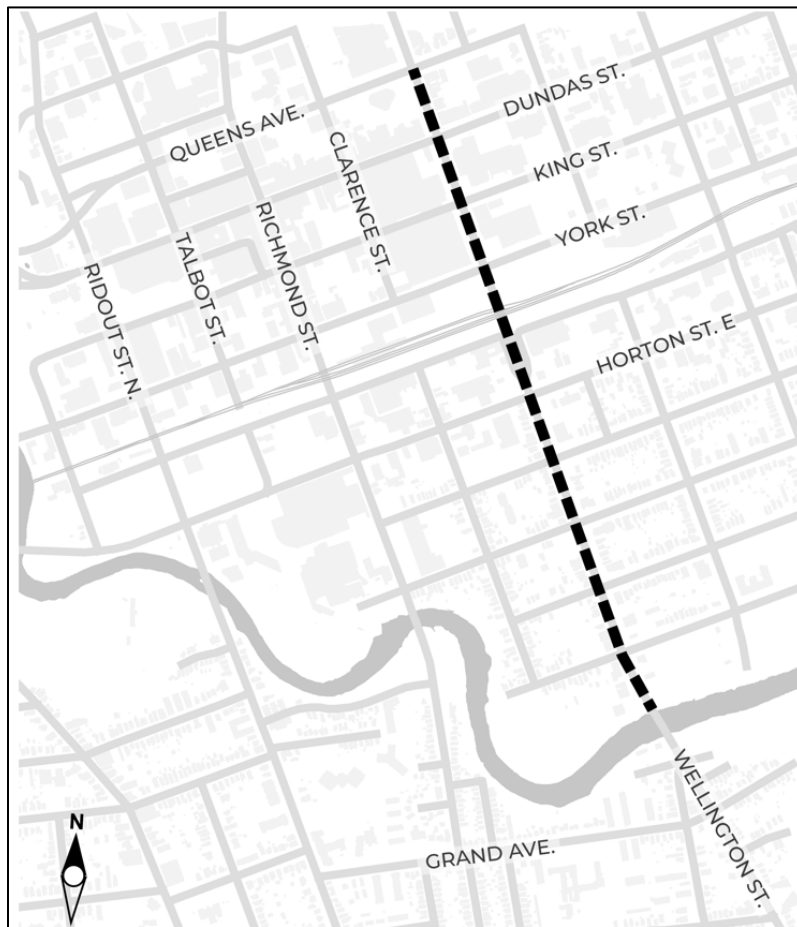 DUNDAS ST.
QUEENS AVE.
KING ST.
CLARENCE ST.
YORK ST.
RICHMOND ST.
TALBOT ST.
RIDOUT ST. N.
HORTON ST. E
WELLINGTON ST.
N
GRAND AVE.